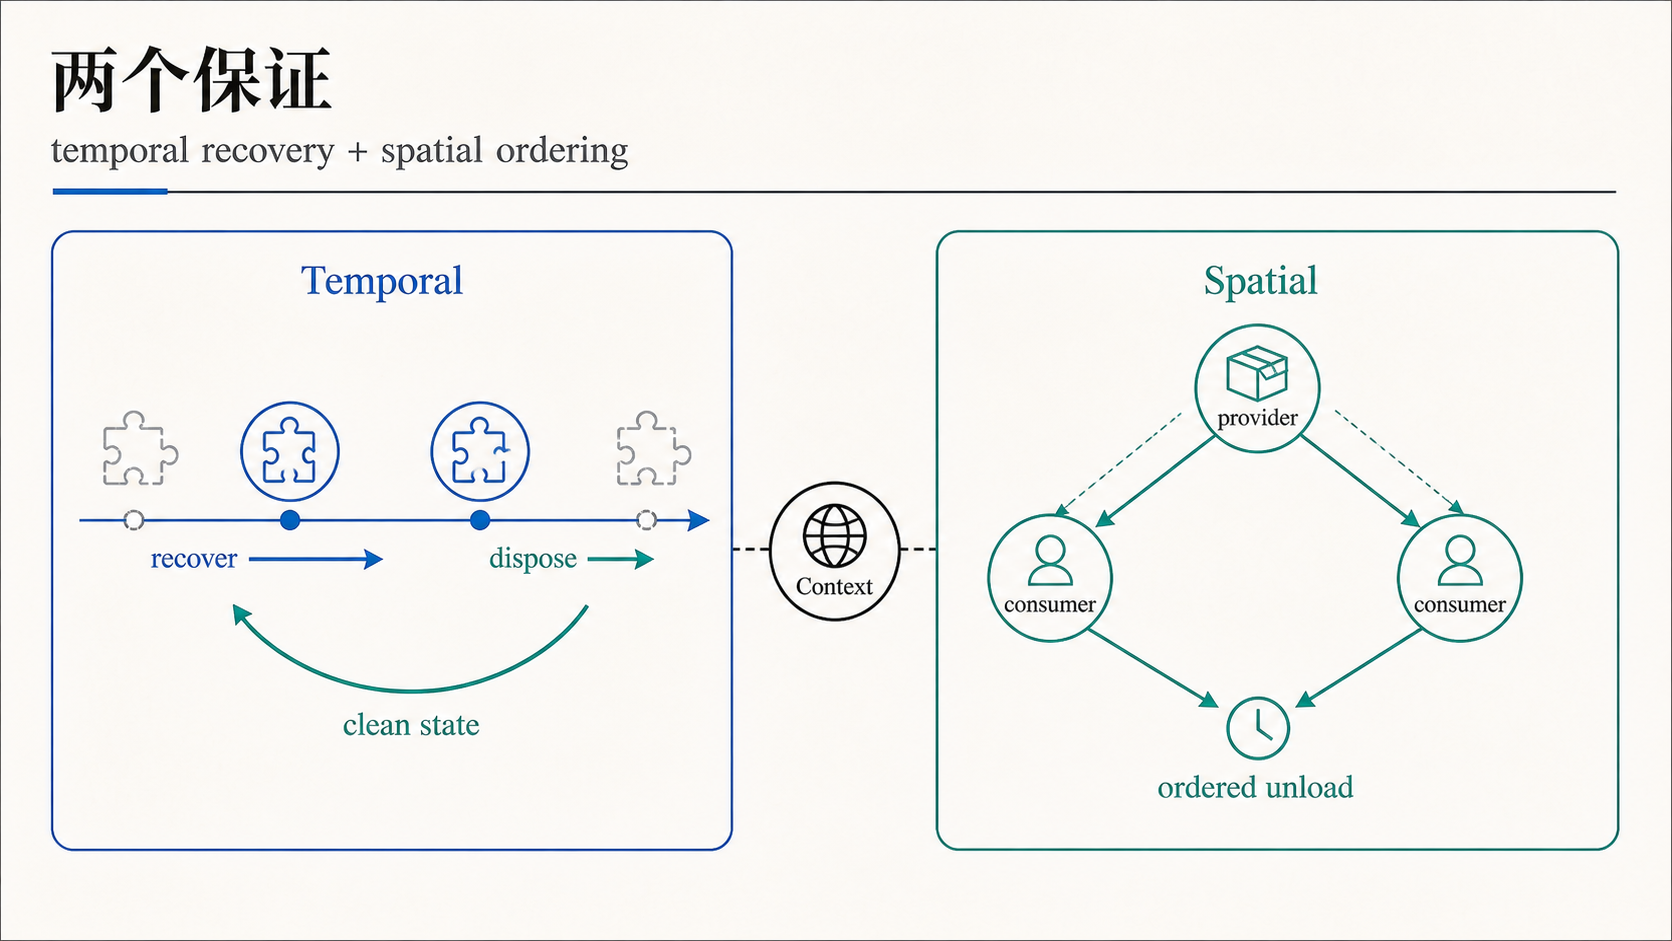 两个保证
temporal recovery + spatial ordering
Temporal
recover
dispose
clean state
Context
Spatial
provider
consumer
consumer
ordered unload